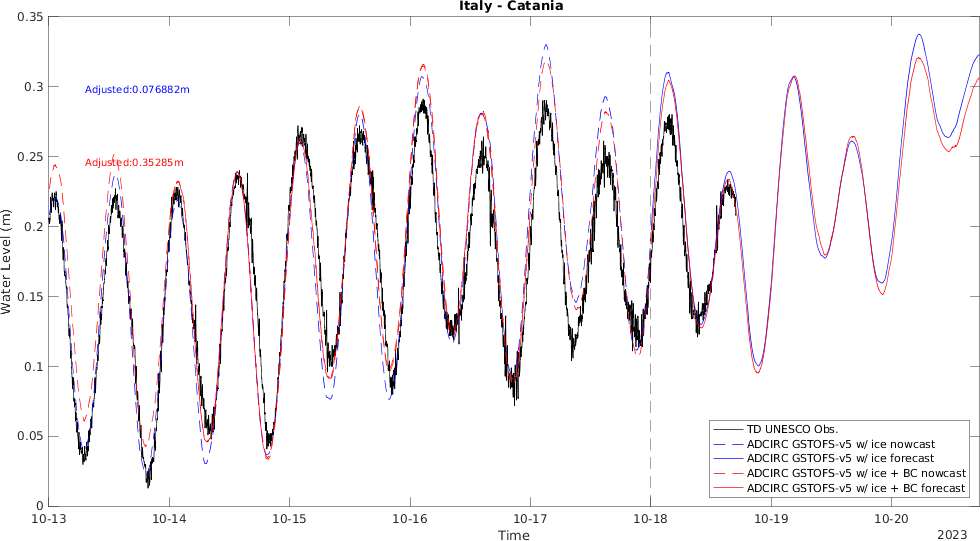 Italy - Catania
0.35
0.3
0.25
0.2
0.15
0.1
0.05
0
Water Level (m)
Adjusted:0.076882m
Adjusted:0.35285m
TD UNESCO Obs.
ADCIRC GSTOFS-v5 w/ ice nowcast
ADCIRC GSTOFS-v5 w/ ice forecast
ADCIRC GSTOFS-v5 w/ ice + BC nowcast
ADCIRC GSTOFS-v5 w/ ice + BC forecast
10-13 10-14 10-15 10-16 10-17 10-18 10-19 10-20
Time
2023